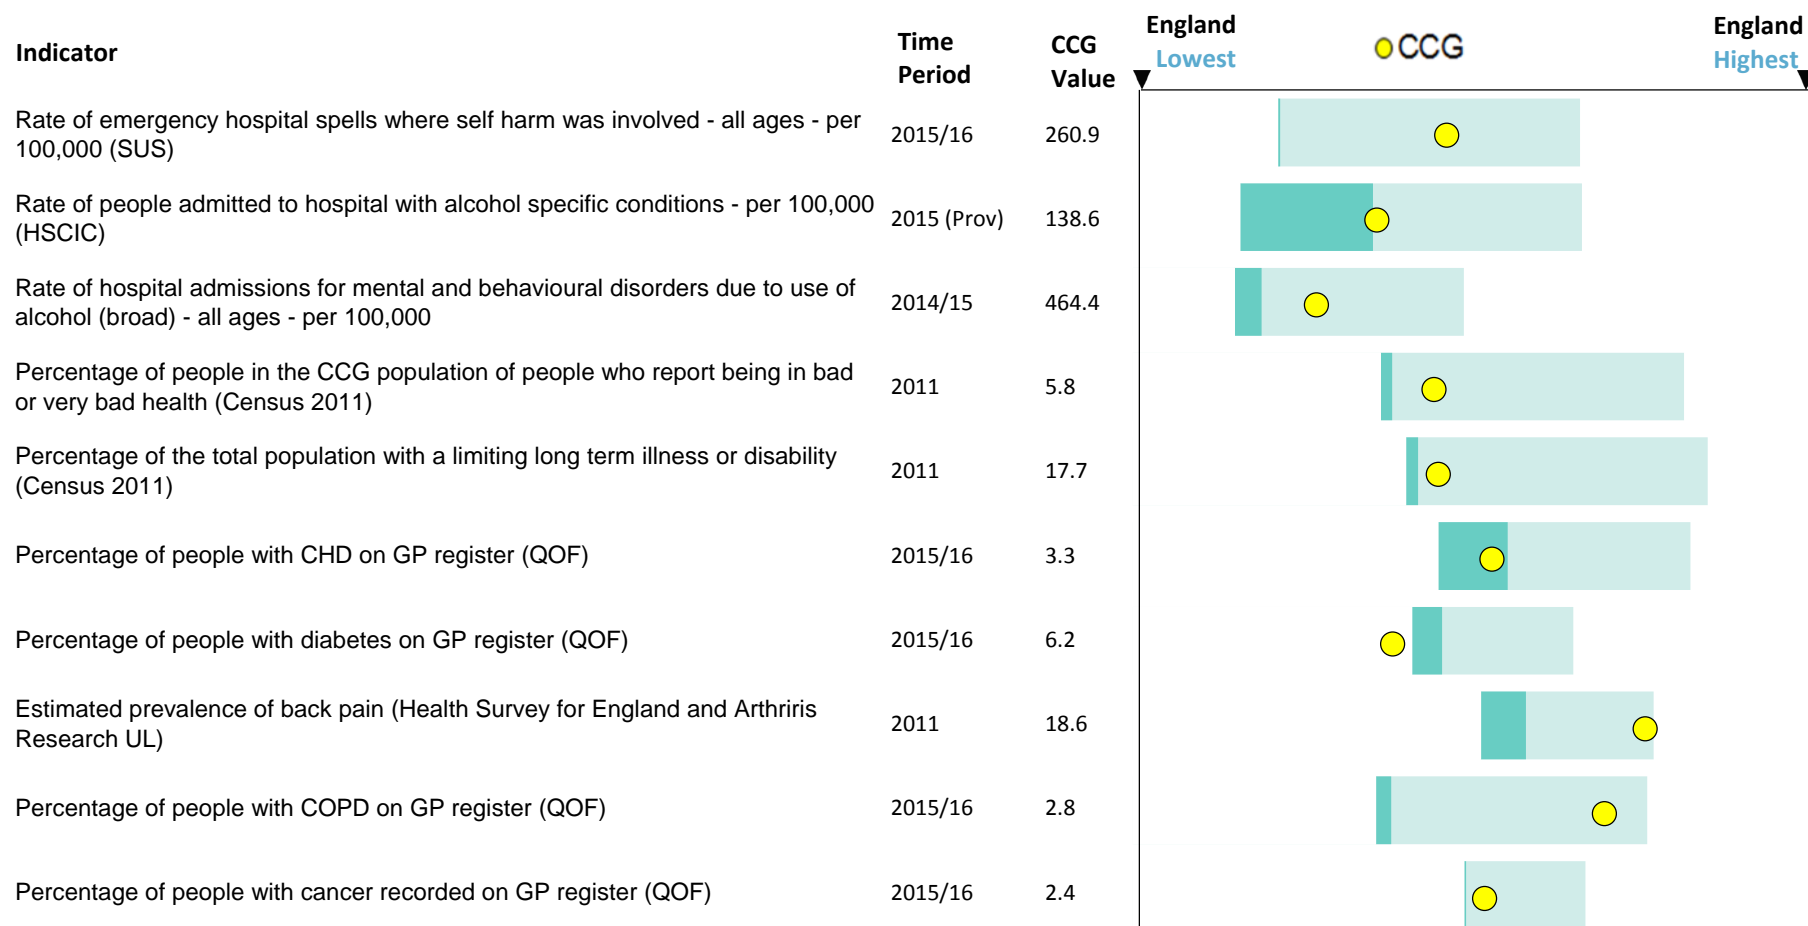 Indicator
Time
Period
CCG
Value
England
Lowest
CCG
England
Highest
Rate of emergency hospital spells where self harm was involved - all ages - per
100,000 (SUS)
2015/16
260.9
Rate of people admitted to hospital with alcohol specific conditions - per 100,000
(HSCIC)
2015 (Prov)
138.6
Rate of hospital admissions for mental and behavioural disorders due to use of
alcohol (broad) - all ages - per 100,000
2014/15
464.4
Percentage of people in the CCG population of people who report being in bad
or very bad health (Census 2011)
2011
5.8
Percentage of the total population with a limiting long term illness or disability
(Census 2011)
2011
17.7
Percentage of people with CHD on GP register (QOF)
2015/16
3.3
Percentage of people with diabetes on GP register (QOF)
2015/16
6.2
Estimated prevalence of back pain (Health Survey for England and Arthriris
Research UL)
2011
18.6
Percentage of people with COPD on GP register (QOF)
2015/16
2.8
Percentage of people with cancer recorded on GP register (QOF)
2015/16
2.4